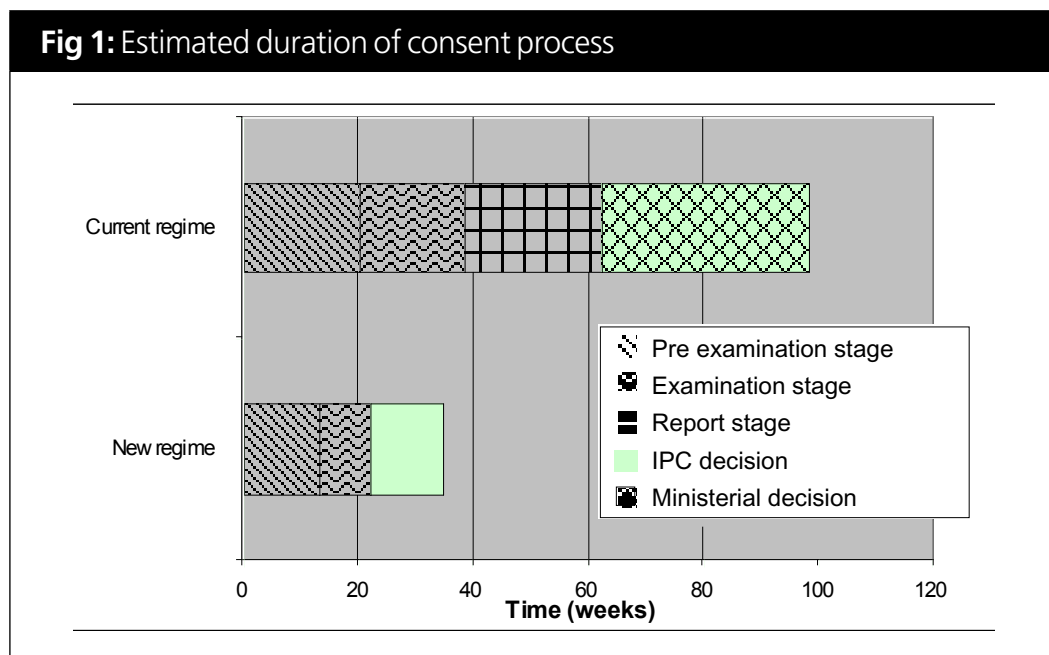 Fig 1: Estimated duration of consent process
Current regime
New regime
Pre examination stage
Examination stage
Report stage
IPC decision
Ministerial decision
0 20 40 60 80 100 120
Time (weeks)